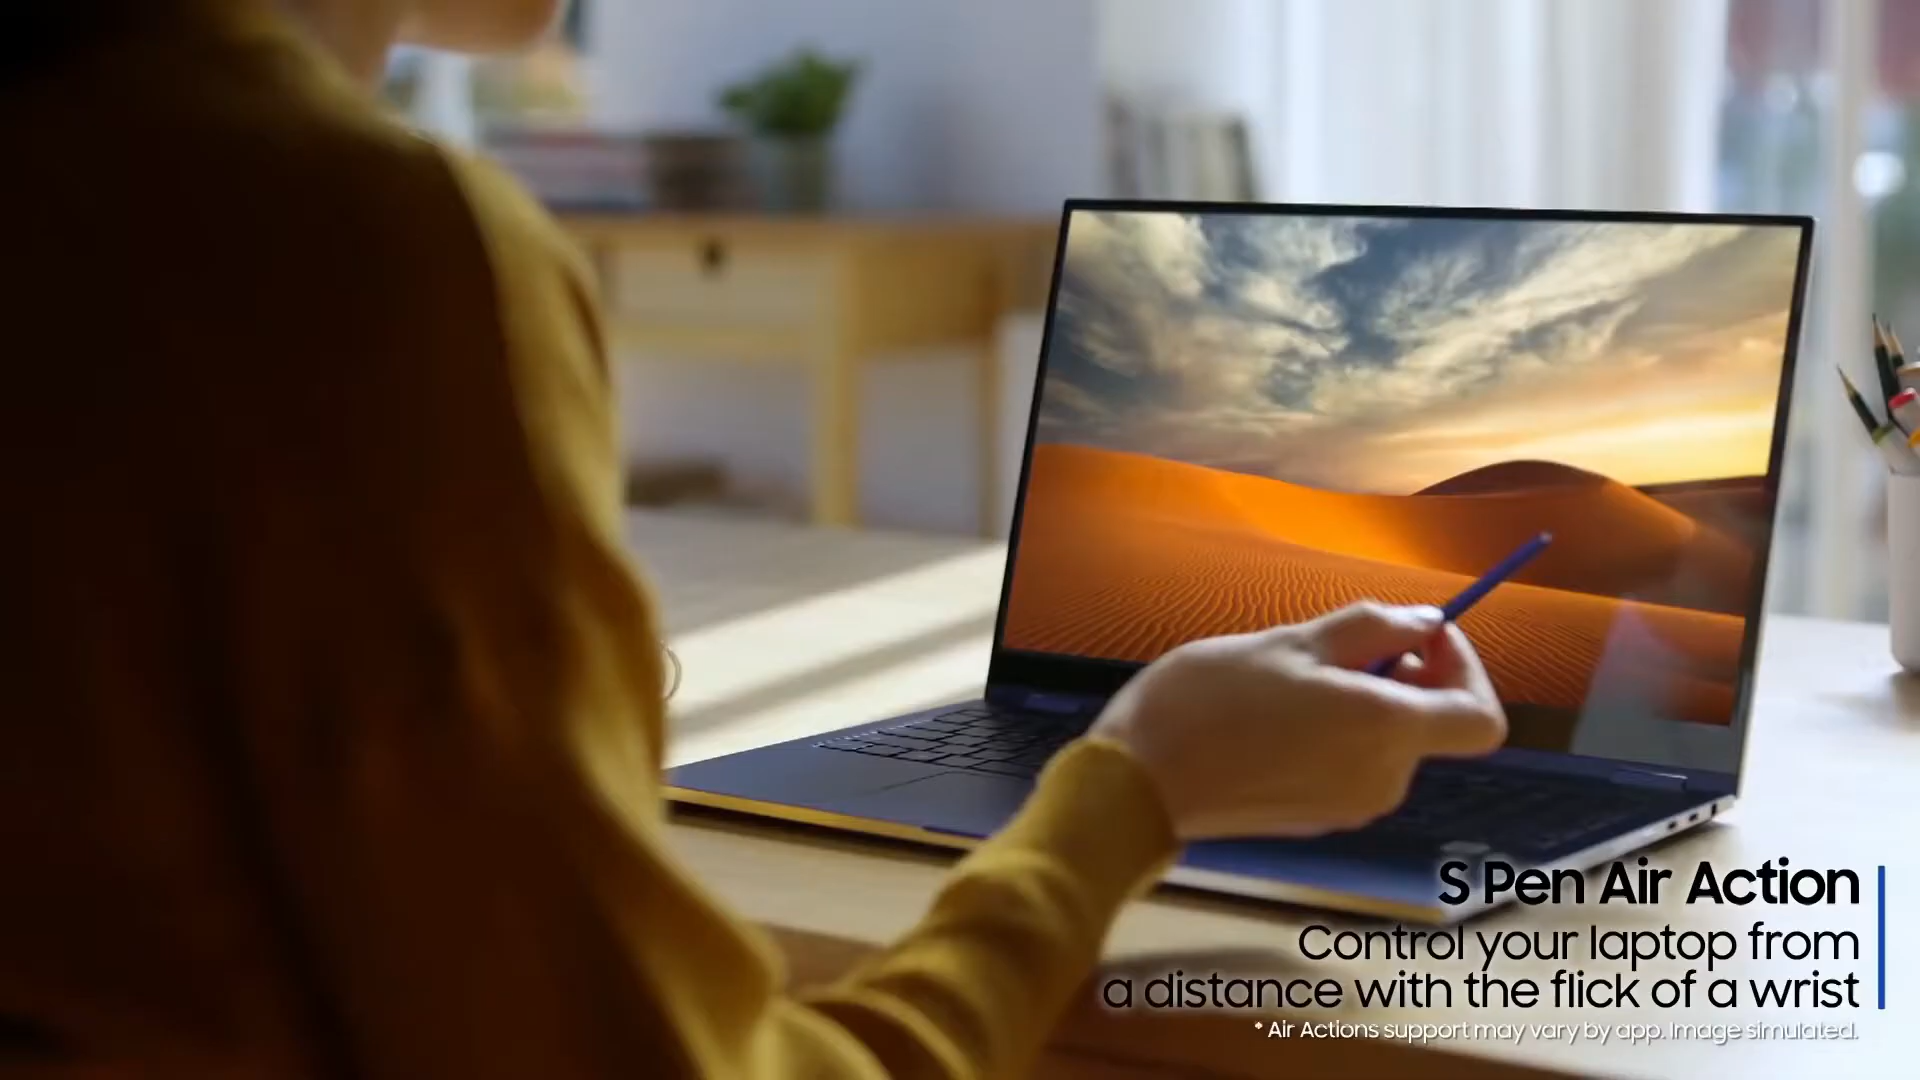 S Pen Air Action
Control your laptop from
a distance with the flick of a wrist
* Air Actions support may vary by app. Image simulated.